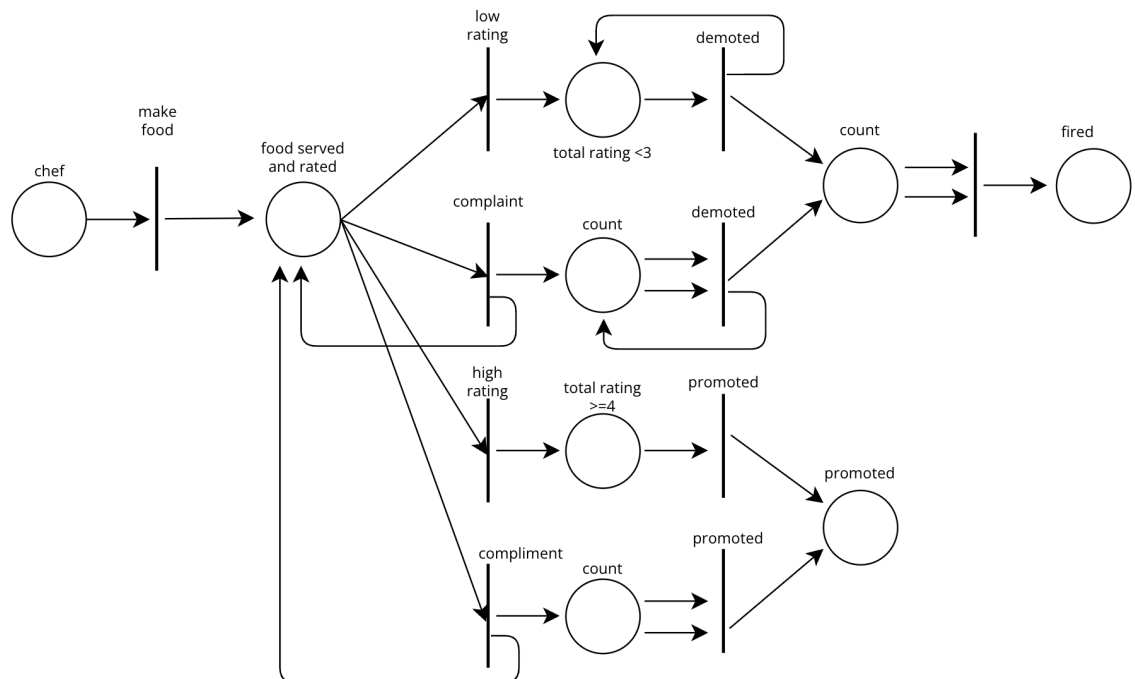 low
rating
demoted
make
food
count
fired
food served
and rated
total rating <3
chef
complaint
count
demoted
high
rating
total rating
>=4
promoted
promoted
compliment
count
promoted